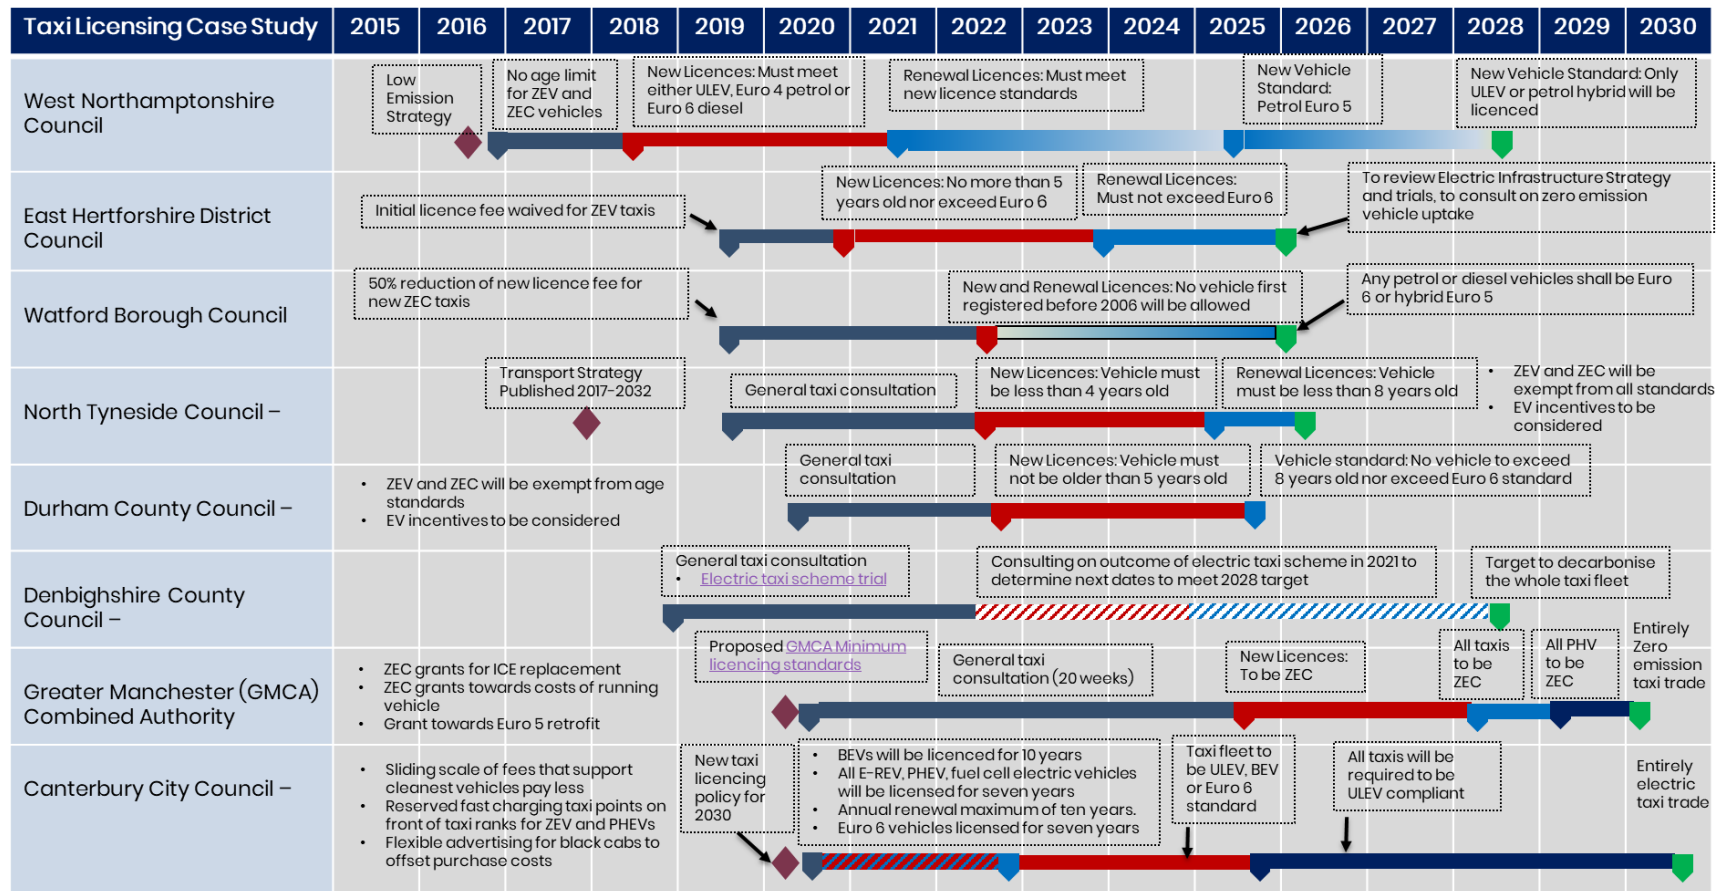 Taxi Licensing Case Study 2015 2016 2017 2018 2019 2020 2021 2022 2023 2024 2025 2026 2027 2028 2029 2030
West Northamptonshire
Council
Low
Emission
Strategy
No age limit
for ZEV and
ZEC vehicles
New Licences: Must meet
either ULEV, Euro 4 petrol or
Euro 6 diesel
Renewal Licences: Must meet
new licence standards
New Vehicle
Standard:
Petrol Euro 5
New Vehicle Standard: Only
ULEV or petrol hybrid will be
licenced
East Hertforshire District
Council
Initial licence fee waived for ZEV taxis
New Licences: No more than 5
years old nor exceed Euro 6
Renewal Licences:
Must not exceed Euro 6
To review Electric Infrastructure Strategy
and trials, to consult on zero emission
vehicle uptake
Watford Borough Council
50% reduction of new licence fee for
new ZEC taxis
New and Renewal Licences: No vehicle first
registered before 2006 will be allowed
Any petrol or diesel vehicles shall be Euro
6 or hybrid Euro 5
North Tyneside Council –
Transport Strategy
Published 2017-2032
General taxi consultation
New Licences: Vehicle must
be less than 4 years old
Renewal Licences: Vehicle
must be less than 8 years old
• ZEV and ZEC will be
exempt from all standards
• EV incentives to be
considered
Durham County Council –
• ZEV and ZEC will be exempt from age
standards
• EV incentives to be considered
General taxi
consultation
New Licences: Vehicle must
not be older than 5 years old
Vehicle standard: No vehicle to exceed
8 years old nor exceed Euro 6 standard
Denbighshire County
Council –
General taxi consultation
• Electric taxi scheme trial
Consulting on outcome of electric taxi scheme in 2021 to
determine next dates to meet 2028 target
Target to decarbonise
the whole taxi fleet
Greater Manchester (GMCA)
Combined Authority
• ZEC grants for ICE replacement
• ZEC grants towards costs of running
vehicle
• Grant towards Euro 5 retrofit
Proposed GMCA Minimum
licencing standards
General taxi
consultation (20 weeks)
New Licences:
To be ZEC
All taxis
to be
ZEC
All PHV
to be
ZEC
Entirely
Zero
emission
taxi trade
Canterbury City Council –
• Sliding scale of fees that support
cleanest vehicles pay less
• Reserved fast charging taxi points on
front of taxi ranks for ZEV and PHEVs
• Flexible advertising for black cabs to
offset purchase costs
New taxi
licencing
policy for
2030
• BEVs will be licenced for 10 years
• All E-REV, PHEV, fuel cell electric vehicles
will be licensed for seven years
• Annual renewal maximum of ten years.
• Euro 6 vehicles licensed for seven years
Taxi fleet to
be ULEV, BEV
or Euro 6
standard
All taxis will be
required to be
ULEV compliant
Entirely
electric
taxi trade